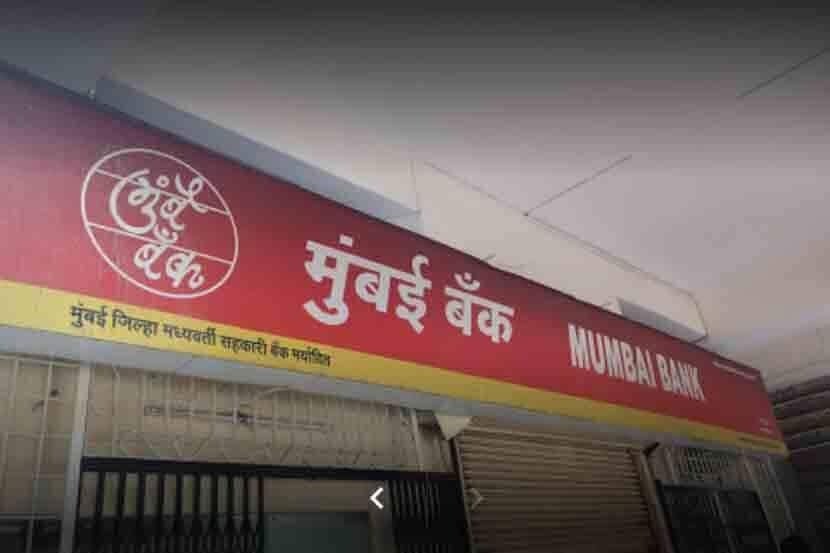 मुंबई
बँक
मुंबई बँक
MUMBAI BANK
मुंबई जिल्हा मध्यवर्ती सहकारी बँक मर्यादित